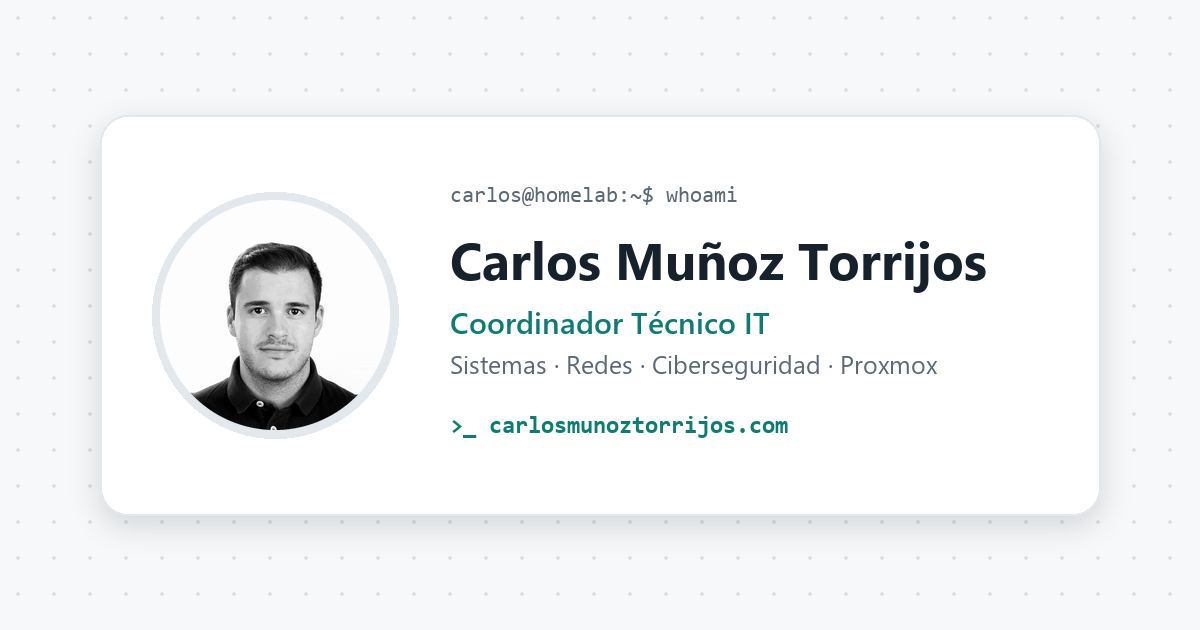 carlos@homelab:~$ whoami
Carlos Muñoz Torrijos
Coordinador Técnico IT
Sistemas · Redes · Ciberseguridad · Proxmox
>_ carlosmunoztorrijos.com